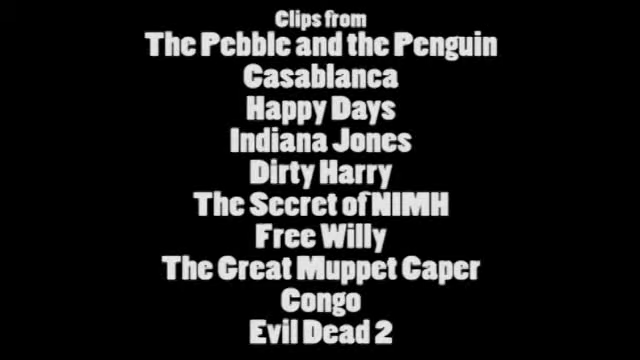 Clips from
The Pebble and the Penguin
Casablanca
Happy Days
Indiana Jones
Dirty Harry
The Secret of NIMH
Free Willy
The Great Muppet Caper
Congo
Evil Dead 2